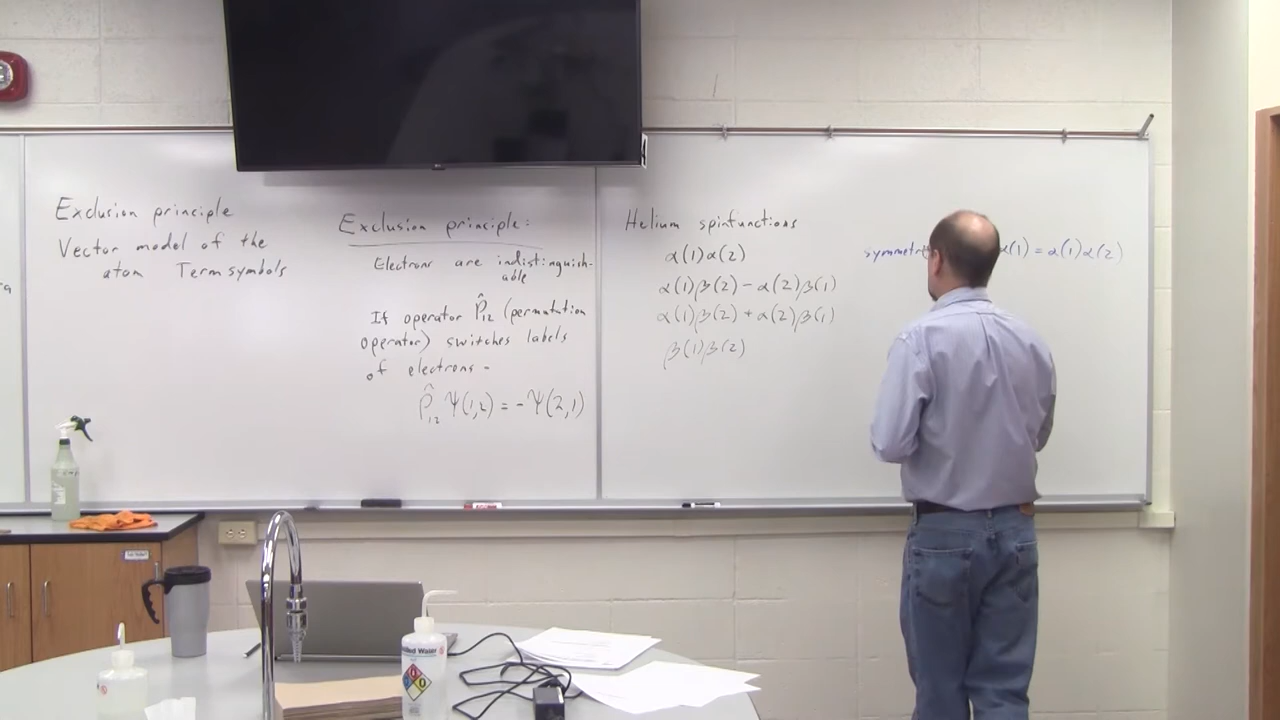 Exclusion principle
Vector model of the
atom Term symbols
Exclusion principle:
Electrons are indistinguish-
able
If operator P̂₁₂ (permutation
operator) switches labels
of electrons -
P̂₁₂ Ψ(1,2) = - Ψ(2,1)
Helium spinfunctions
α(1)α(2)
α(1)β(2) - α(2)β(1)
α(1)β(2) + α(2)β(1)
β(1)β(2)
α(1) = α(1)α(2)